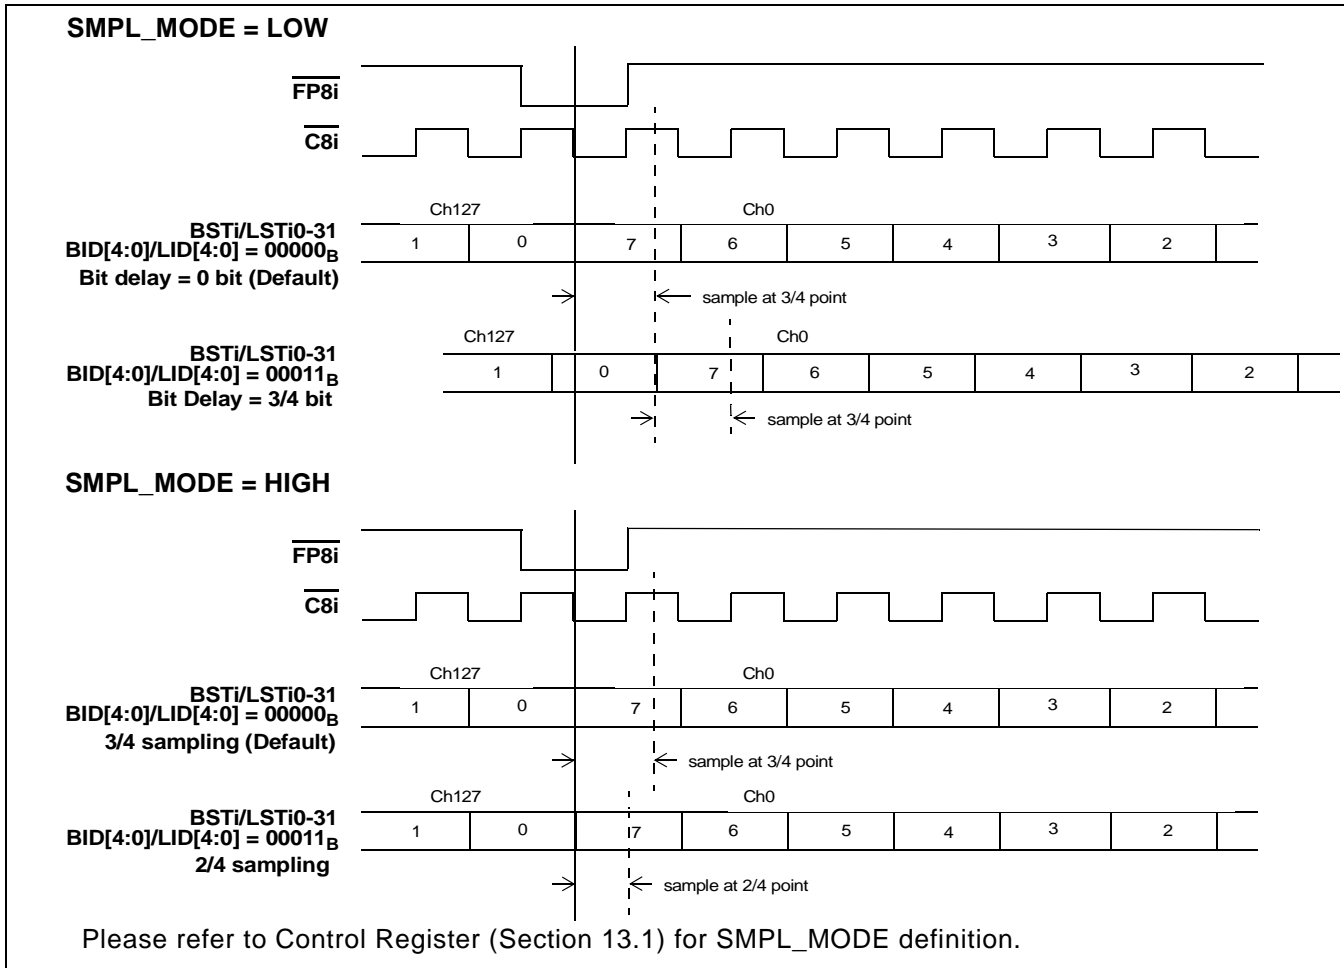 SMPL_MODE = LOW
FP8i
C8i
Ch127 Ch0
BSTi/LSTi0-31
BID[4:0]/LID[4:0] = 00000B
Bit delay = 0 bit (Default)
1 0 7 6 5 4 3 2
sample at 3/4 point
Ch127 Ch0
BSTi/LSTi0-31
BID[4:0]/LID[4:0] = 00011B
Bit Delay = 3/4 bit
1 0 7 6 5 4 3 2
sample at 3/4 point
SMPL_MODE = HIGH
FP8i
C8i
Ch127 Ch0
BSTi/LSTi0-31
BID[4:0]/LID[4:0] = 00000B
3/4 sampling (Default)
1 0 7 6 5 4 3 2
sample at 3/4 point
Ch127 Ch0
BSTi/LSTi0-31
BID[4:0]/LID[4:0] = 00011B
2/4 sampling
1 0 7 6 5 4 3 2
sample at 2/4 point
Please refer to Control Register (Section 13.1) for SMPL_MODE definition.